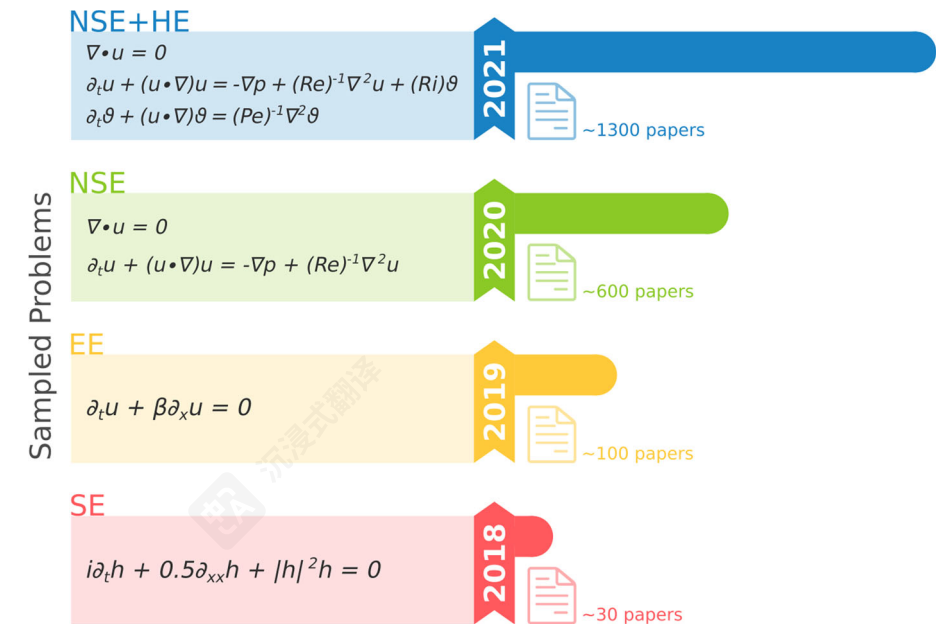 NSE+HE
∇•u = 0
∂ₜu + (u•∇)u = -∇p + (Re)⁻¹∇²u + (Ri)ϑ
∂ₜϑ + (u•∇)ϑ = (Pe)⁻¹∇²ϑ
2021
~1300 papers
NSE
∇•u = 0
∂ₜu + (u•∇)u = -∇p + (Re)⁻¹∇²u
2020
~600 papers
Sampled Problems
EE
∂ₜu + β∂ₓu = 0
2019
~100 papers
沉浸式翻译
SE
i∂ₜh + 0.5∂ₓₓh + |h|²h = 0
2018
~30 papers